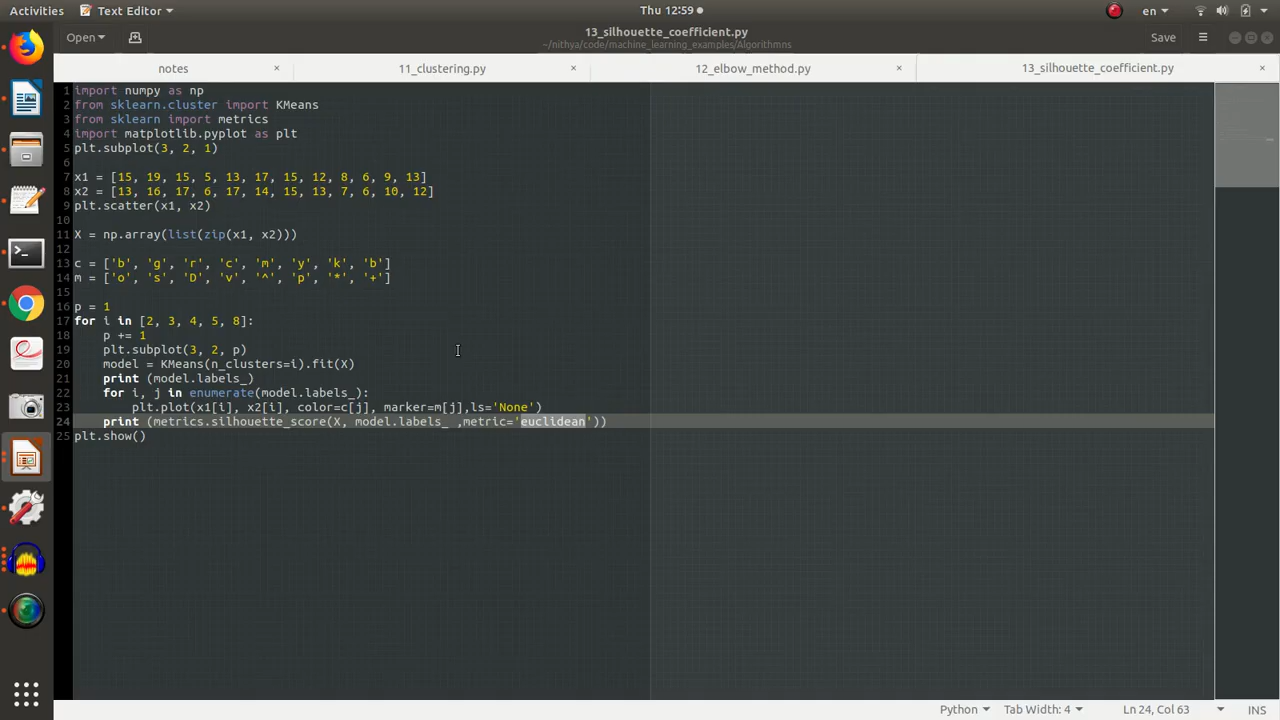 Activities Text Editor Thu 12:59 en
Open 13_silhouette_coefficient.py Save
~/nithya/code/machine_learning_examples/Algorithmns
notes 11_clustering.py 12_elbow_method.py 13_silhouette_coefficient.py
1 import numpy as np
2 from sklearn.cluster import KMeans
3 from sklearn import metrics
4 import matplotlib.pyplot as plt
5 plt.subplot(3, 2, 1)
6
7 x1 = [15, 19, 15, 5, 13, 17, 15, 12, 8, 6, 9, 13]
8 x2 = [13, 16, 17, 6, 17, 14, 15, 13, 7, 6, 10, 12]
9 plt.scatter(x1, x2)
10
11 X = np.array(list(zip(x1, x2)))
12
13 c = ['b', 'g', 'r', 'c', 'm', 'y', 'k', 'b']
14 m = ['o', 's', 'D', 'v', '^', 'p', '*', '+']
15
16 p = 1
17 for i in [2, 3, 4, 5, 8]:
18 p += 1
19 plt.subplot(3, 2, p)
20 model = KMeans(n_clusters=i).fit(X)
21 print (model.labels_)
22 for i, j in enumerate(model.labels_):
23 plt.plot(x1[i], x2[i], color=c[j], marker=m[j],ls='None')
24 print (metrics.silhouette_score(X, model.labels_ ,metric='euclidean'))
25 plt.show()
Python Tab Width: 4 Ln 24, Col 63 INS